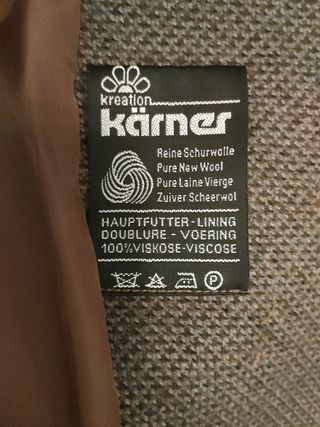 kreation
kärner
Reine Schurwolle
Pure New Wool
Pure Laine Vierge
Zuiver Scheerwol
HAUPTFUTTER-LINING
DOUBLURE - VOERING
100%VISKOSE-VISCOSE
P